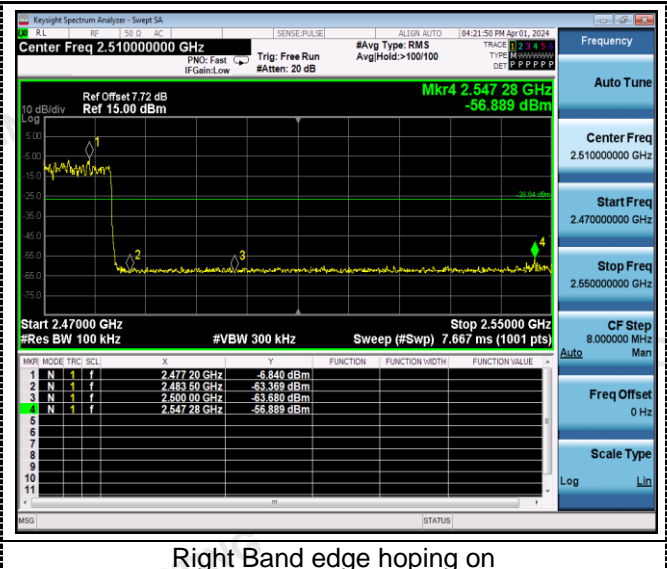 Keysight Spectrum Analyzer - Swept SA
RL RF 50 Ω AC SENSE:PULSE ALIGN AUTO 04:21:50 PM Apr 01, 2024
Center Freq 2.510000000 GHz #Avg Type: RMS TRACE 1 2 3 4 5 6
PNO: Fast Trig: Free Run Avg|Hold:>100/100 TYPE M WWWWW
IFGain:Low #Atten: 20 dB DET P P P P P P
Frequency
Auto Tune
Center Freq
2.510000000 GHz
Start Freq
2.470000000 GHz
Stop Freq
2.550000000 GHz
CF Step
8.000000 MHz
Auto Man
Freq Offset
0 Hz
Scale Type
Log Lin
Mkr4 2.547 28 GHz
Ref Offset 7.72 dB
10 dB/div Ref 15.00 dBm -56.889 dBm
Log
5.00
-5.00
-15.0
-25.0
-35.0
-45.0
-55.0
-65.0
-75.0
1
2
3
4
Start 2.47000 GHz Stop 2.55000 GHz
#Res BW 100 kHz #VBW 300 kHz Sweep (#Swp) 7.667 ms (1001 pts)
MKR MODE TRC SCL X Y FUNCTION FUNCTION WIDTH FUNCTION VALUE
1 N 1 f 2.477 20 GHz -6.840 dBm
2 N 1 f 2.483 50 GHz -63.369 dBm
3 N 1 f 2.500 00 GHz -63.680 dBm
4 N 1 f 2.547 28 GHz -56.889 dBm
5
6
7
8
9
10
11
MSG STATUS
Right Band edge hoping on